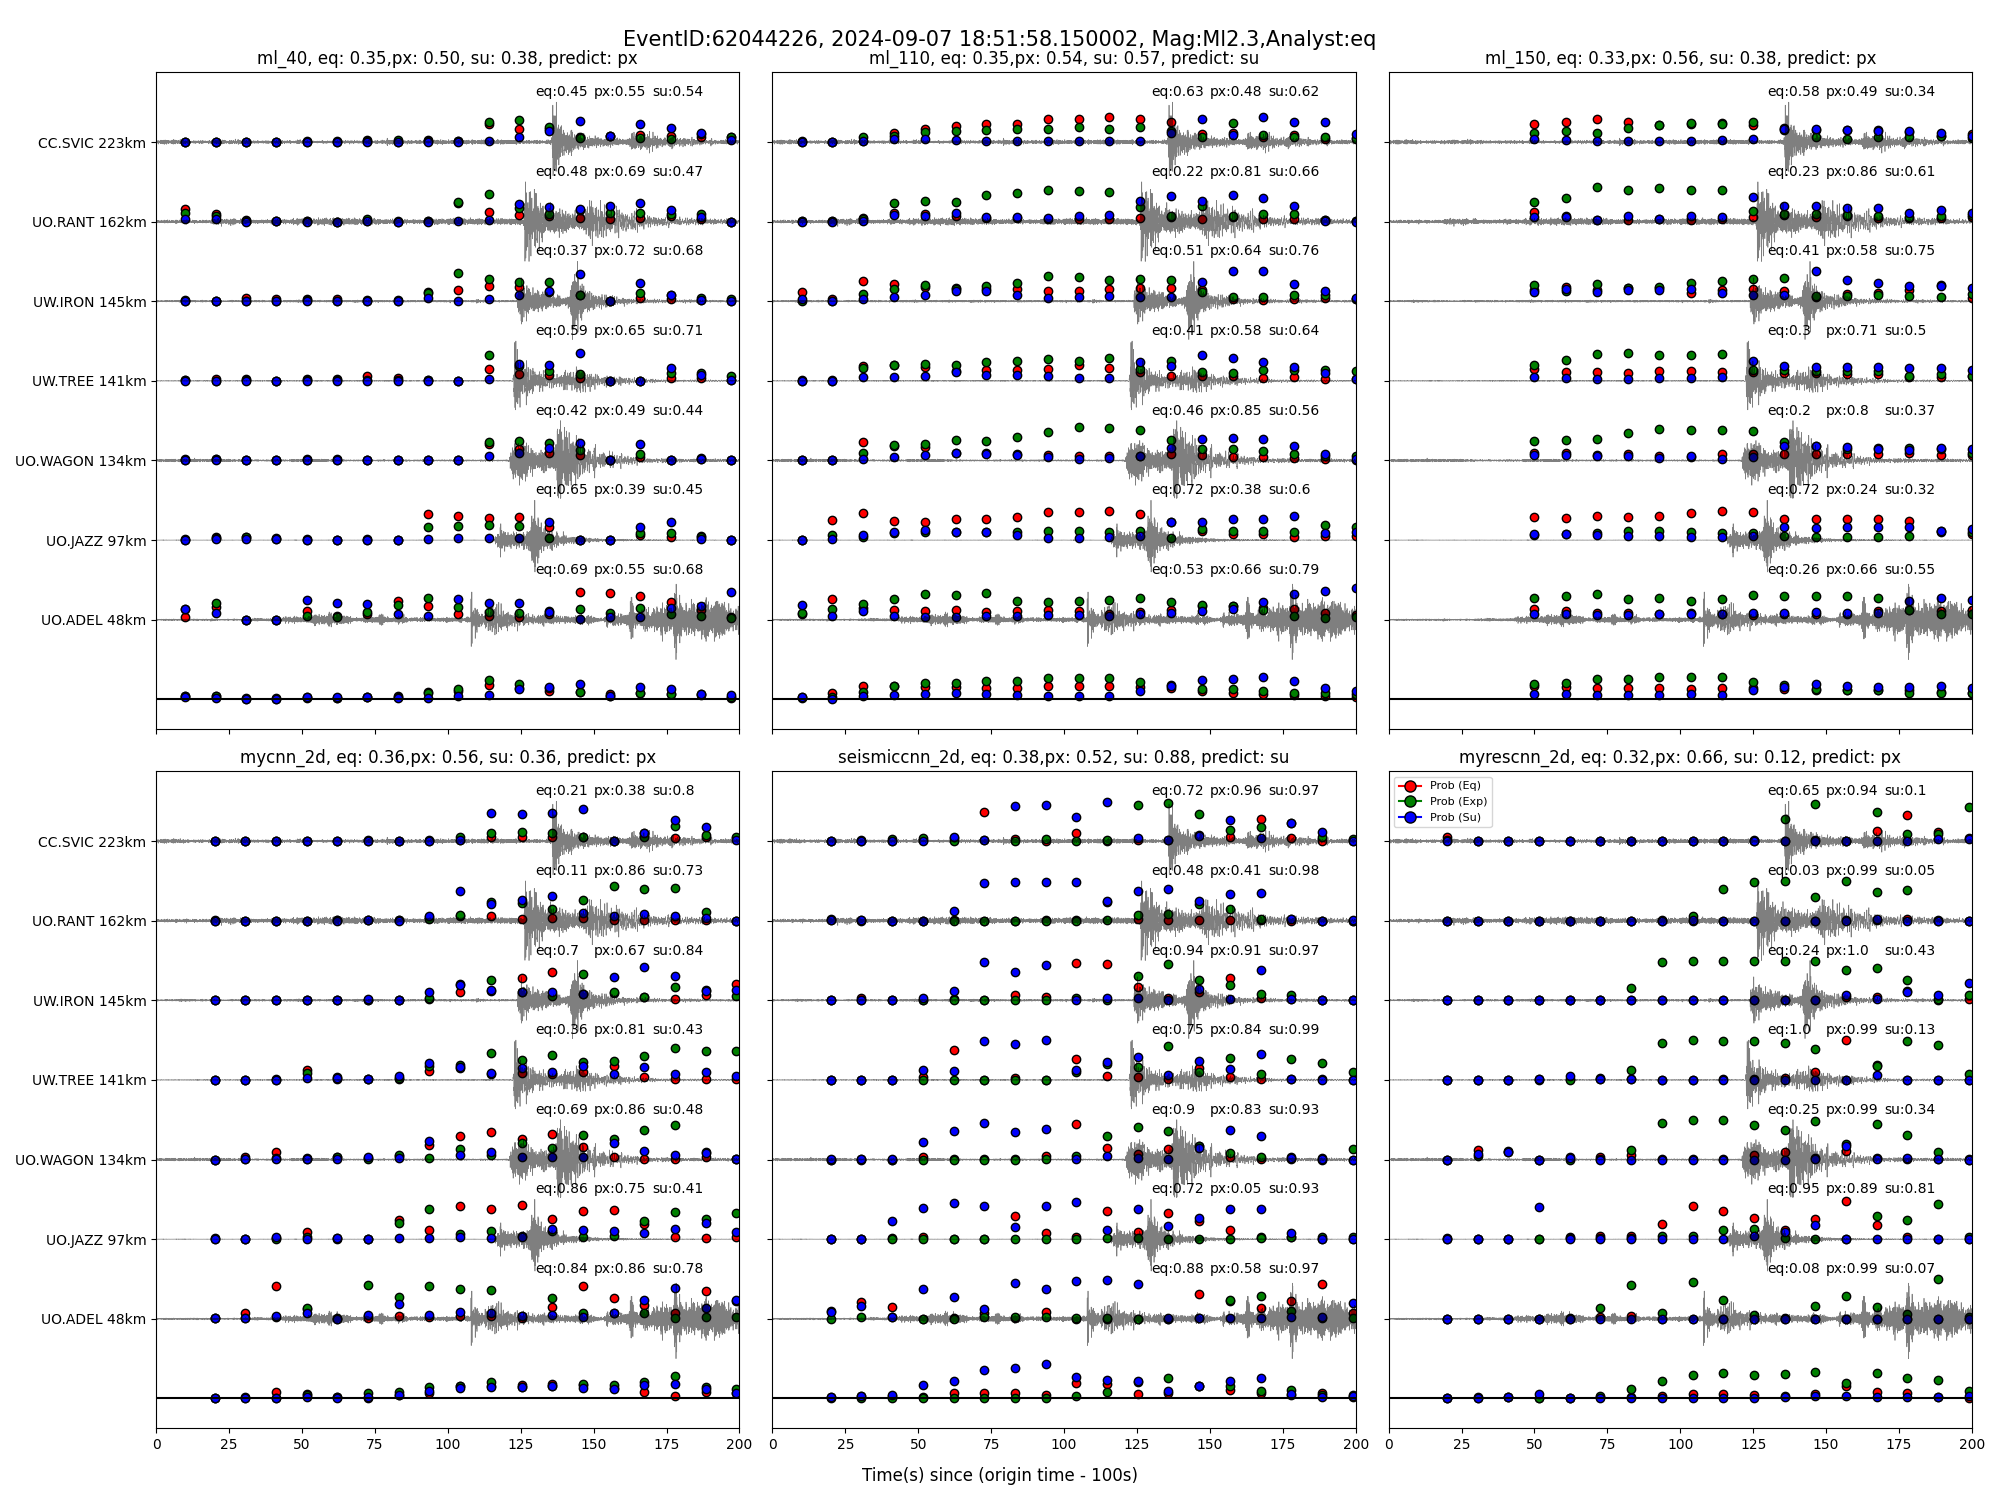 EventID:62044226, 2024-09-07 18:51:58.150002, Mag:Ml2.3,Analyst:eq
ml_40, eq: 0.35,px: 0.50, su: 0.38, predict: px
eq:0.45 px:0.55 su:0.54
CC.SVIC 223km
eq:0.48 px:0.69 su:0.47
UO.RANT 162km
eq:0.37 px:0.72 su:0.68
UW.IRON 145km
eq:0.59 px:0.65 su:0.71
UW.TREE 141km
eq:0.42 px:0.49 su:0.44
UO.WAGON 134km
eq:0.65 px:0.39 su:0.45
UO.JAZZ 97km
eq:0.69 px:0.55 su:0.68
UO.ADEL 48km
ml_110, eq: 0.35,px: 0.54, su: 0.57, predict: su
eq:0.63 px:0.48 su:0.62
eq:0.22 px:0.81 su:0.66
eq:0.51 px:0.64 su:0.76
eq:0.41 px:0.58 su:0.64
eq:0.46 px:0.85 su:0.56
eq:0.72 px:0.38 su:0.6
eq:0.53 px:0.66 su:0.79
ml_150, eq: 0.33,px: 0.56, su: 0.38, predict: px
eq:0.58 px:0.49 su:0.34
eq:0.23 px:0.86 su:0.61
eq:0.41 px:0.58 su:0.75
eq:0.3 px:0.71 su:0.5
eq:0.2 px:0.8 su:0.37
eq:0.72 px:0.24 su:0.32
eq:0.26 px:0.66 su:0.55
mycnn_2d, eq: 0.36,px: 0.56, su: 0.36, predict: px
eq:0.21 px:0.38 su:0.8
CC.SVIC 223km
eq:0.11 px:0.86 su:0.73
UO.RANT 162km
eq:0.7 px:0.67 su:0.84
UW.IRON 145km
eq:0.36 px:0.81 su:0.43
UW.TREE 141km
eq:0.69 px:0.86 su:0.48
UO.WAGON 134km
eq:0.86 px:0.75 su:0.41
UO.JAZZ 97km
eq:0.84 px:0.86 su:0.78
UO.ADEL 48km
0 25 50 75 100 125 150 175 200
seismiccnn_2d, eq: 0.38,px: 0.52, su: 0.88, predict: su
eq:0.72 px:0.96 su:0.97
eq:0.48 px:0.41 su:0.98
eq:0.94 px:0.91 su:0.97
eq:0.75 px:0.84 su:0.99
eq:0.9 px:0.83 su:0.93
eq:0.72 px:0.05 su:0.93
eq:0.88 px:0.58 su:0.97
0 25 50 75 100 125 150 175 200
myrescnn_2d, eq: 0.32,px: 0.66, su: 0.12, predict: px
Prob (Eq)
Prob (Exp)
Prob (Su)
eq:0.65 px:0.94 su:0.1
eq:0.03 px:0.99 su:0.05
eq:0.24 px:1.0 su:0.43
eq:1.0 px:0.99 su:0.13
eq:0.25 px:0.99 su:0.34
eq:0.95 px:0.89 su:0.81
eq:0.08 px:0.99 su:0.07
0 25 50 75 100 125 150 175 200
Time(s) since (origin time - 100s)